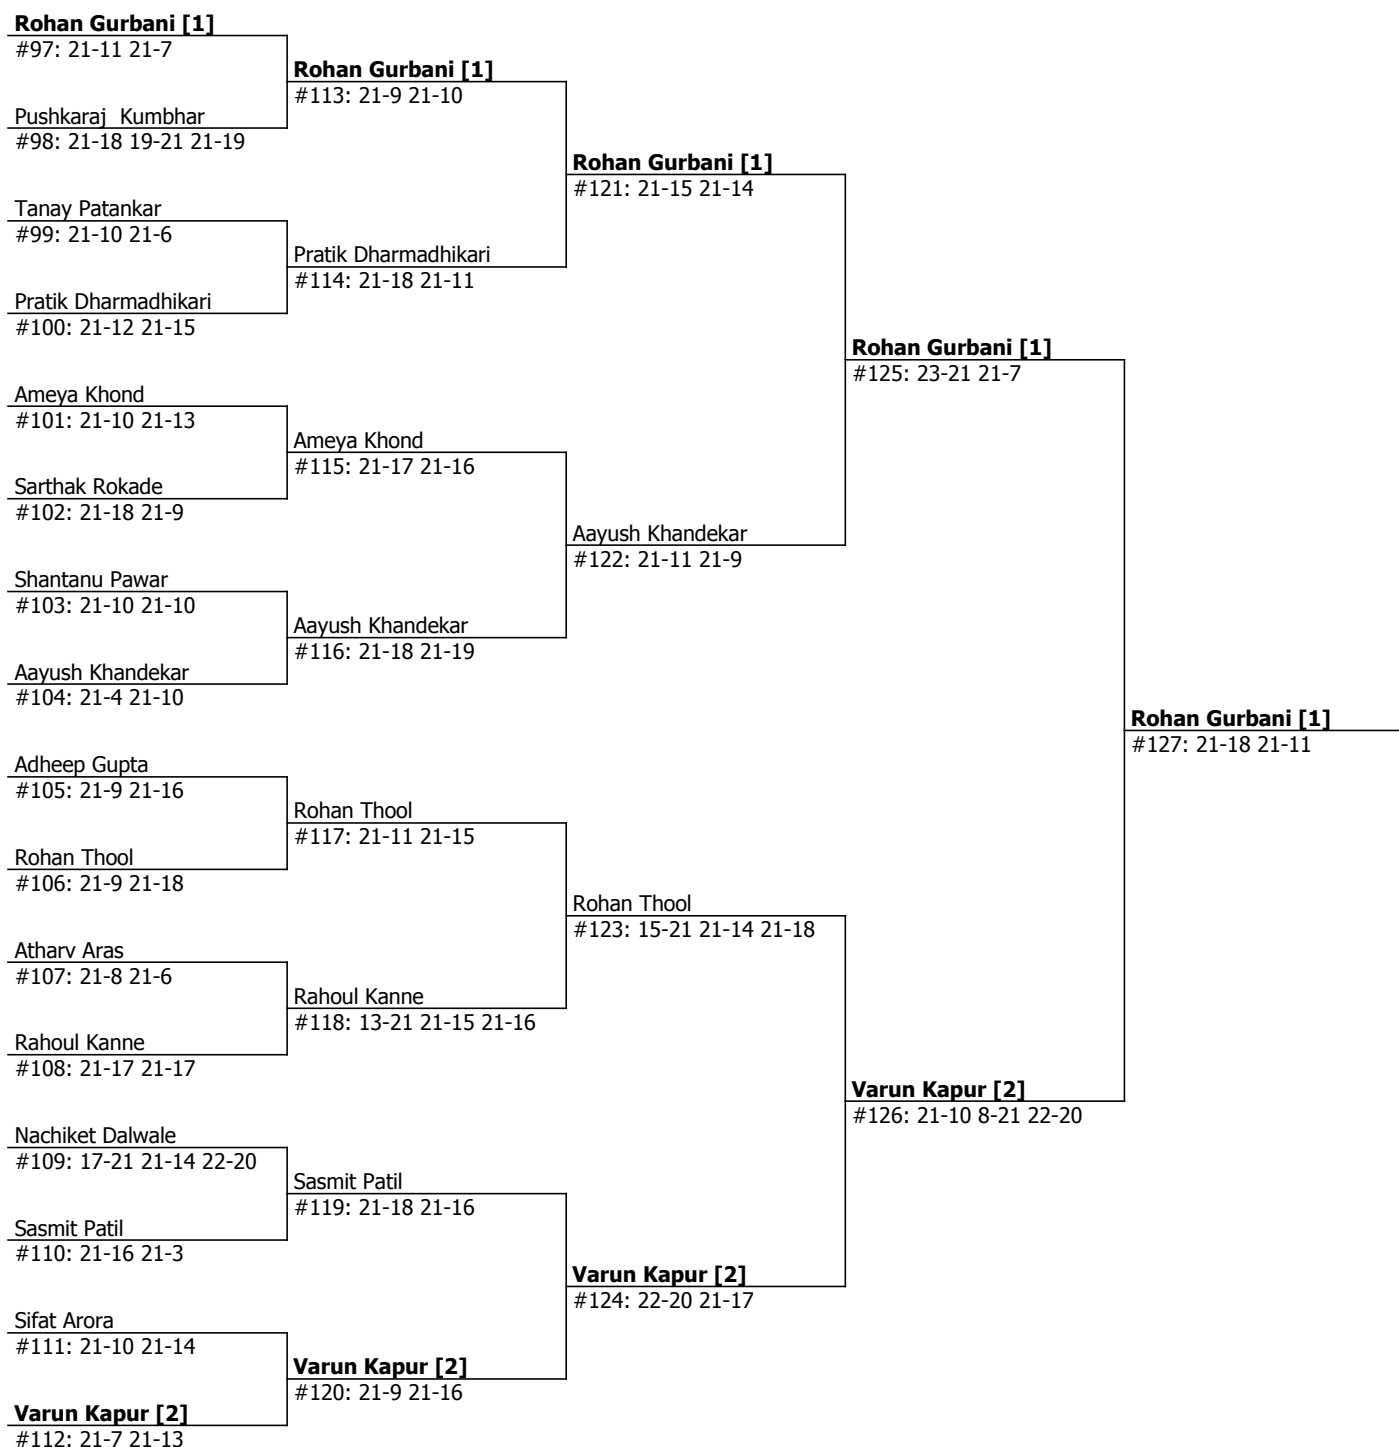 Rohan Gurbani [1]
#97: 21-11 21-7
Rohan Gurbani [1]
#113: 21-9 21-10
Pushkaraj  Kumbhar
#98: 21-18 19-21 21-19
Rohan Gurbani [1]
#121: 21-15 21-14
Tanay Patankar
#99: 21-10 21-6
Pratik Dharmadhikari
#114: 21-18 21-11
Pratik Dharmadhikari
#100: 21-12 21-15
Rohan Gurbani [1]
#125: 23-21 21-7
Ameya Khond
#101: 21-10 21-13
Ameya Khond
#115: 21-17 21-16
Sarthak Rokade
#102: 21-18 21-9
Aayush Khandekar
#122: 21-11 21-9
Shantanu Pawar
#103: 21-10 21-10
Aayush Khandekar
#116: 21-18 21-19
Aayush Khandekar
#104: 21-4 21-10
Rohan Gurbani [1]
#127: 21-18 21-11
Adheep Gupta
#105: 21-9 21-16
Rohan Thool
#117: 21-11 21-15
Rohan Thool
#106: 21-9 21-18
Rohan Thool
#123: 15-21 21-14 21-18
Atharv Aras
#107: 21-8 21-6
Rahoul Kanne
#118: 13-21 21-15 21-16
Rahoul Kanne
#108: 21-17 21-17
Varun Kapur [2]
#126: 21-10 8-21 22-20
Nachiket Dalwale
#109: 17-21 21-14 22-20
Sasmit Patil
#119: 21-18 21-16
Sasmit Patil
#110: 21-16 21-3
Varun Kapur [2]
#124: 22-20 21-17
Sifat Arora
#111: 21-10 21-14
Varun Kapur [2]
#120: 21-9 21-16
Varun Kapur [2]
#112: 21-7 21-13